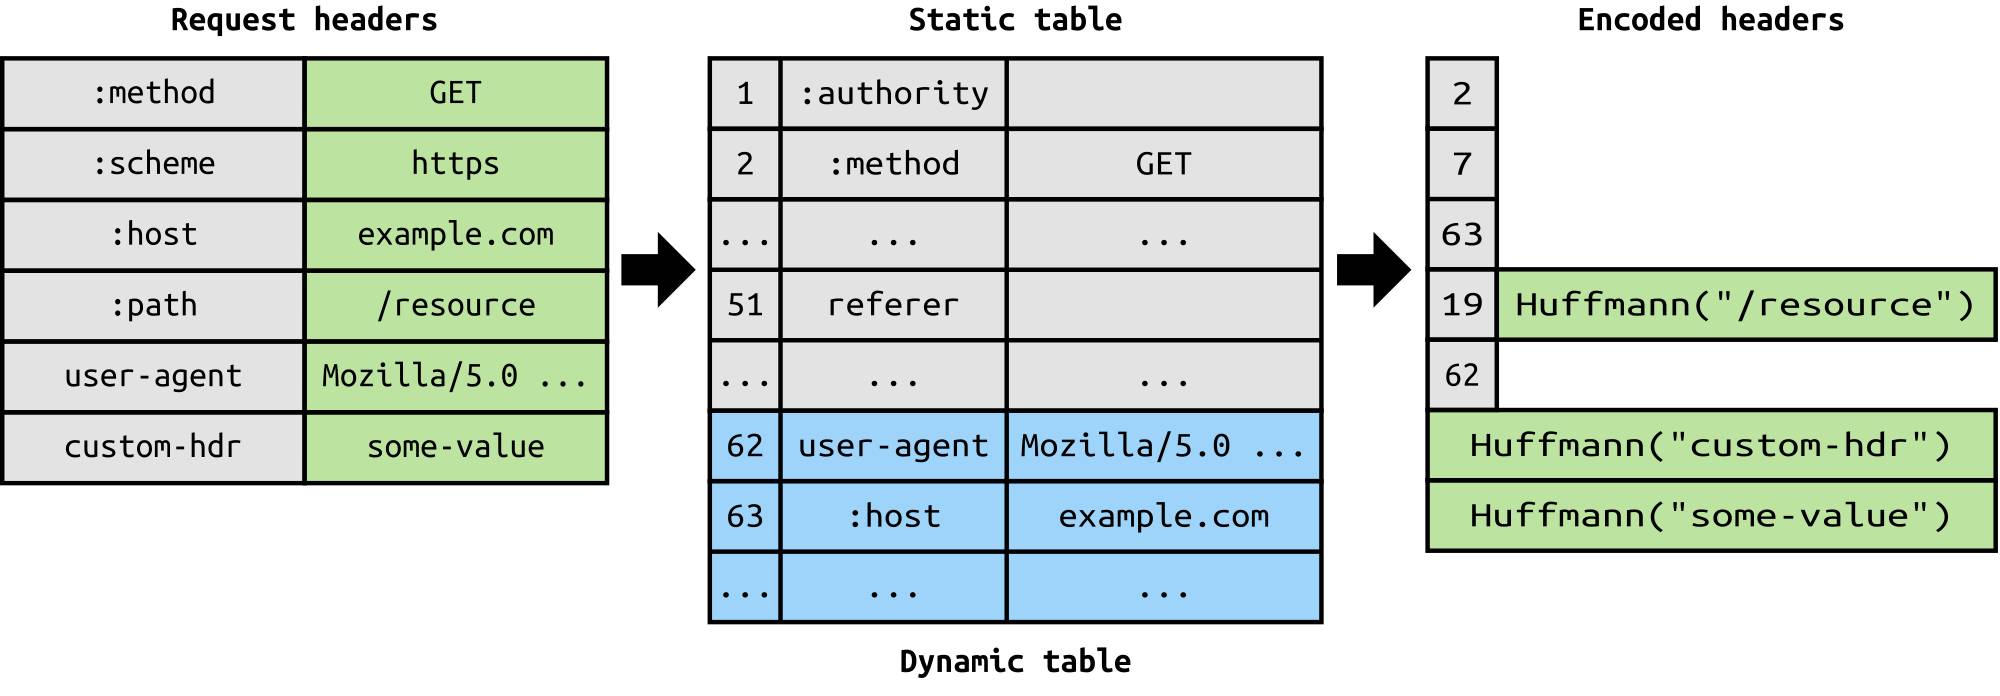 Request headers
:method GET
:scheme https
:host example.com
:path /resource
user-agent Mozilla/5.0 ...
custom-hdr some-value
Static table
1 :authority
2 :method GET
... ... ...
51 referer
... ... ...
62 user-agent Mozilla/5.0 ...
63 :host example.com
... ... ...
Dynamic table
Encoded headers
2
7
63
19 Huffmann("/resource")
62
Huffmann("custom-hdr")
Huffmann("some-value")